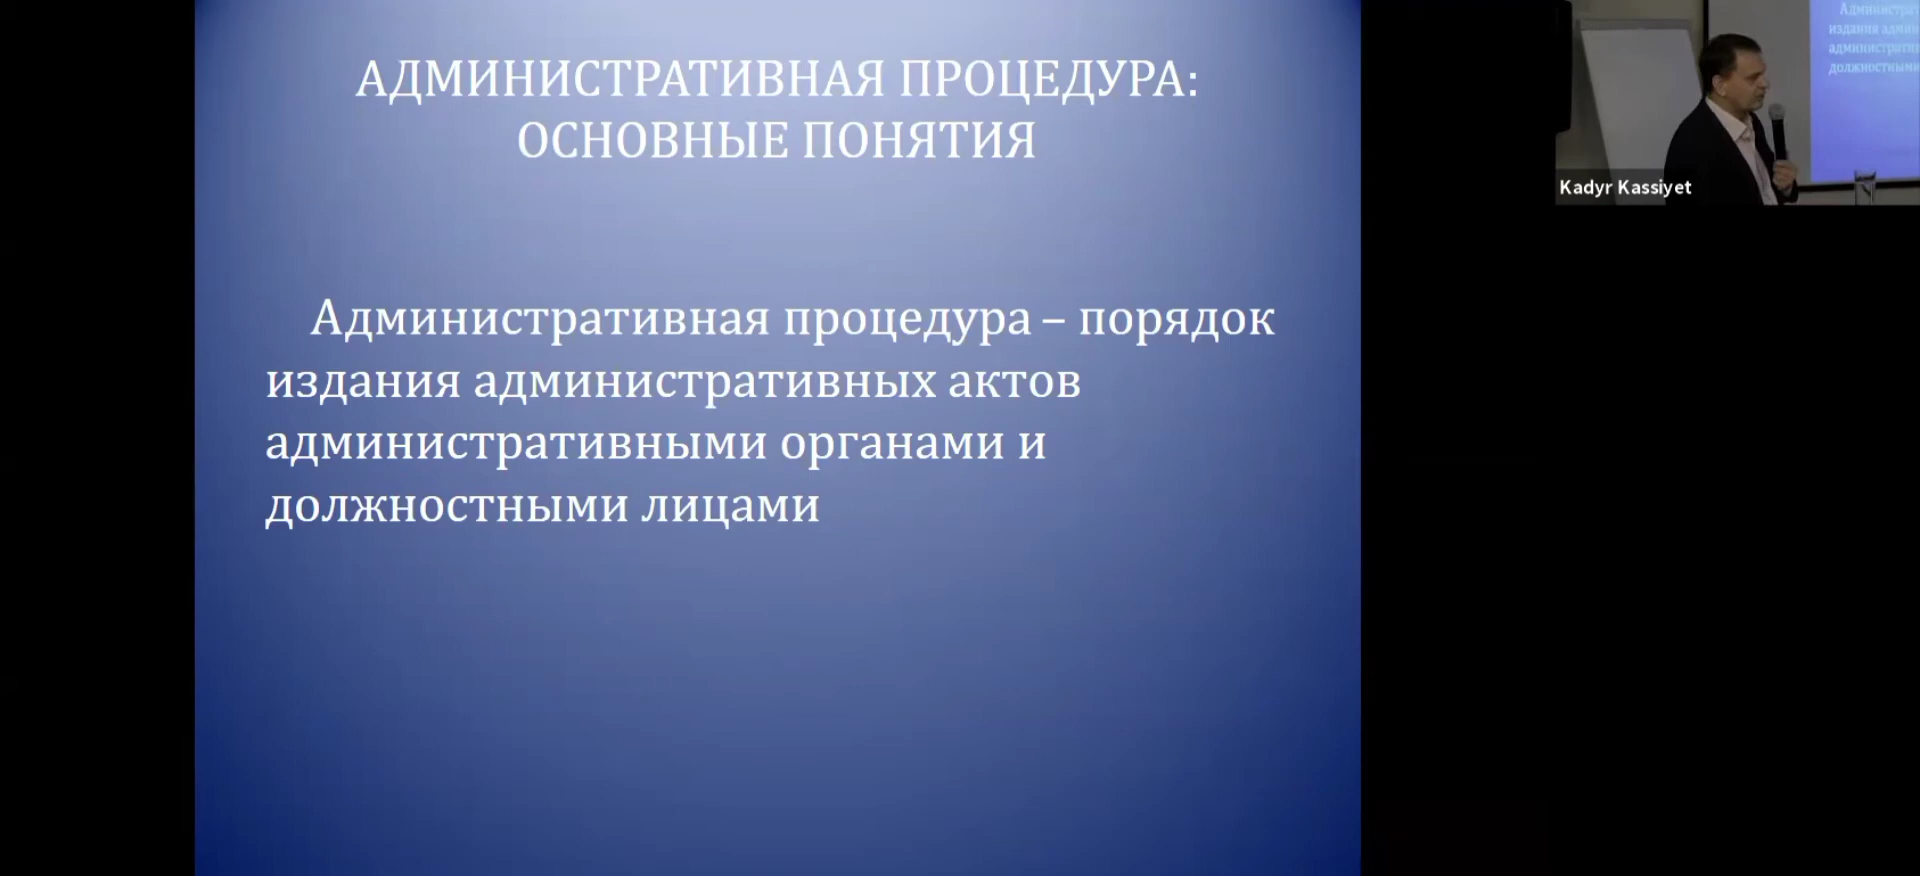 АДМИНИСТРАТИВНАЯ ПРОЦЕДУРА:
ОСНОВНЫЕ ПОНЯТИЯ
Административная процедура – порядок
издания административных актов
административными органами и
должностными лицами
Kadyr Kassiyet